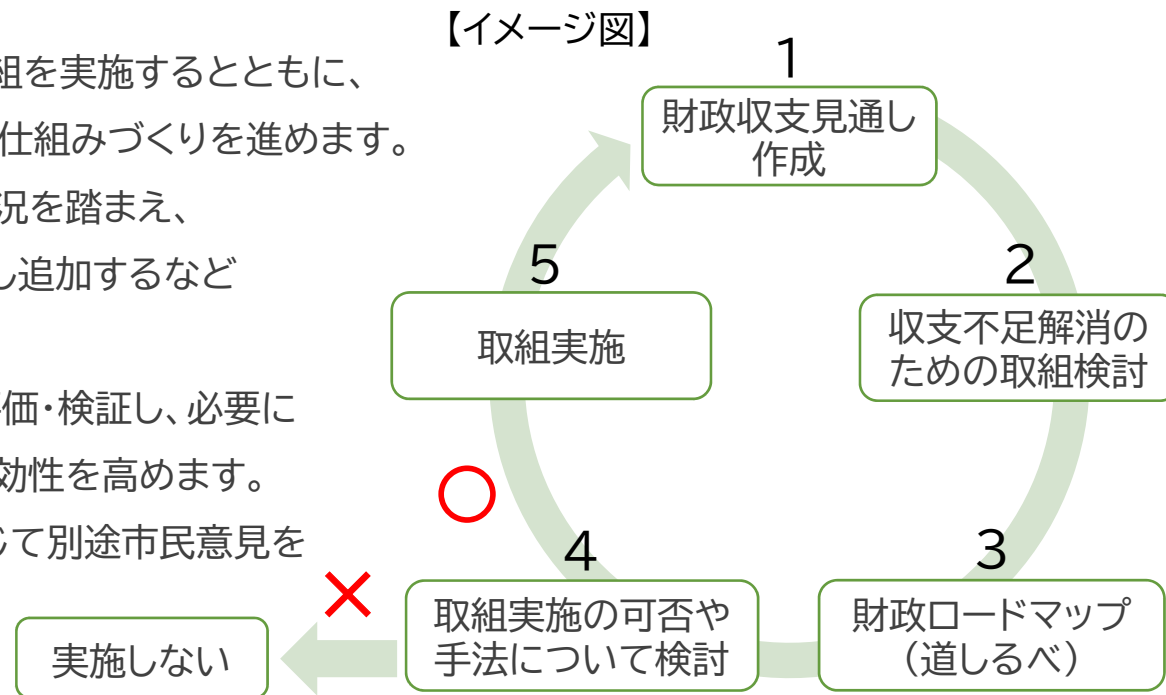 【イメージ図】
組を実施するとともに、
仕組みづくりを進めます。
況を踏まえ、
し追加するなど
価・検証し、必要に
効性を高めます。
じて別途市民意見を
1
財政収支見通し
作成
2
収支不足解消の
ための取組検討
3
財政ロードマップ
（道しるべ）
4
取組実施の可否や
手法について検討
5
取組実施
実施しない